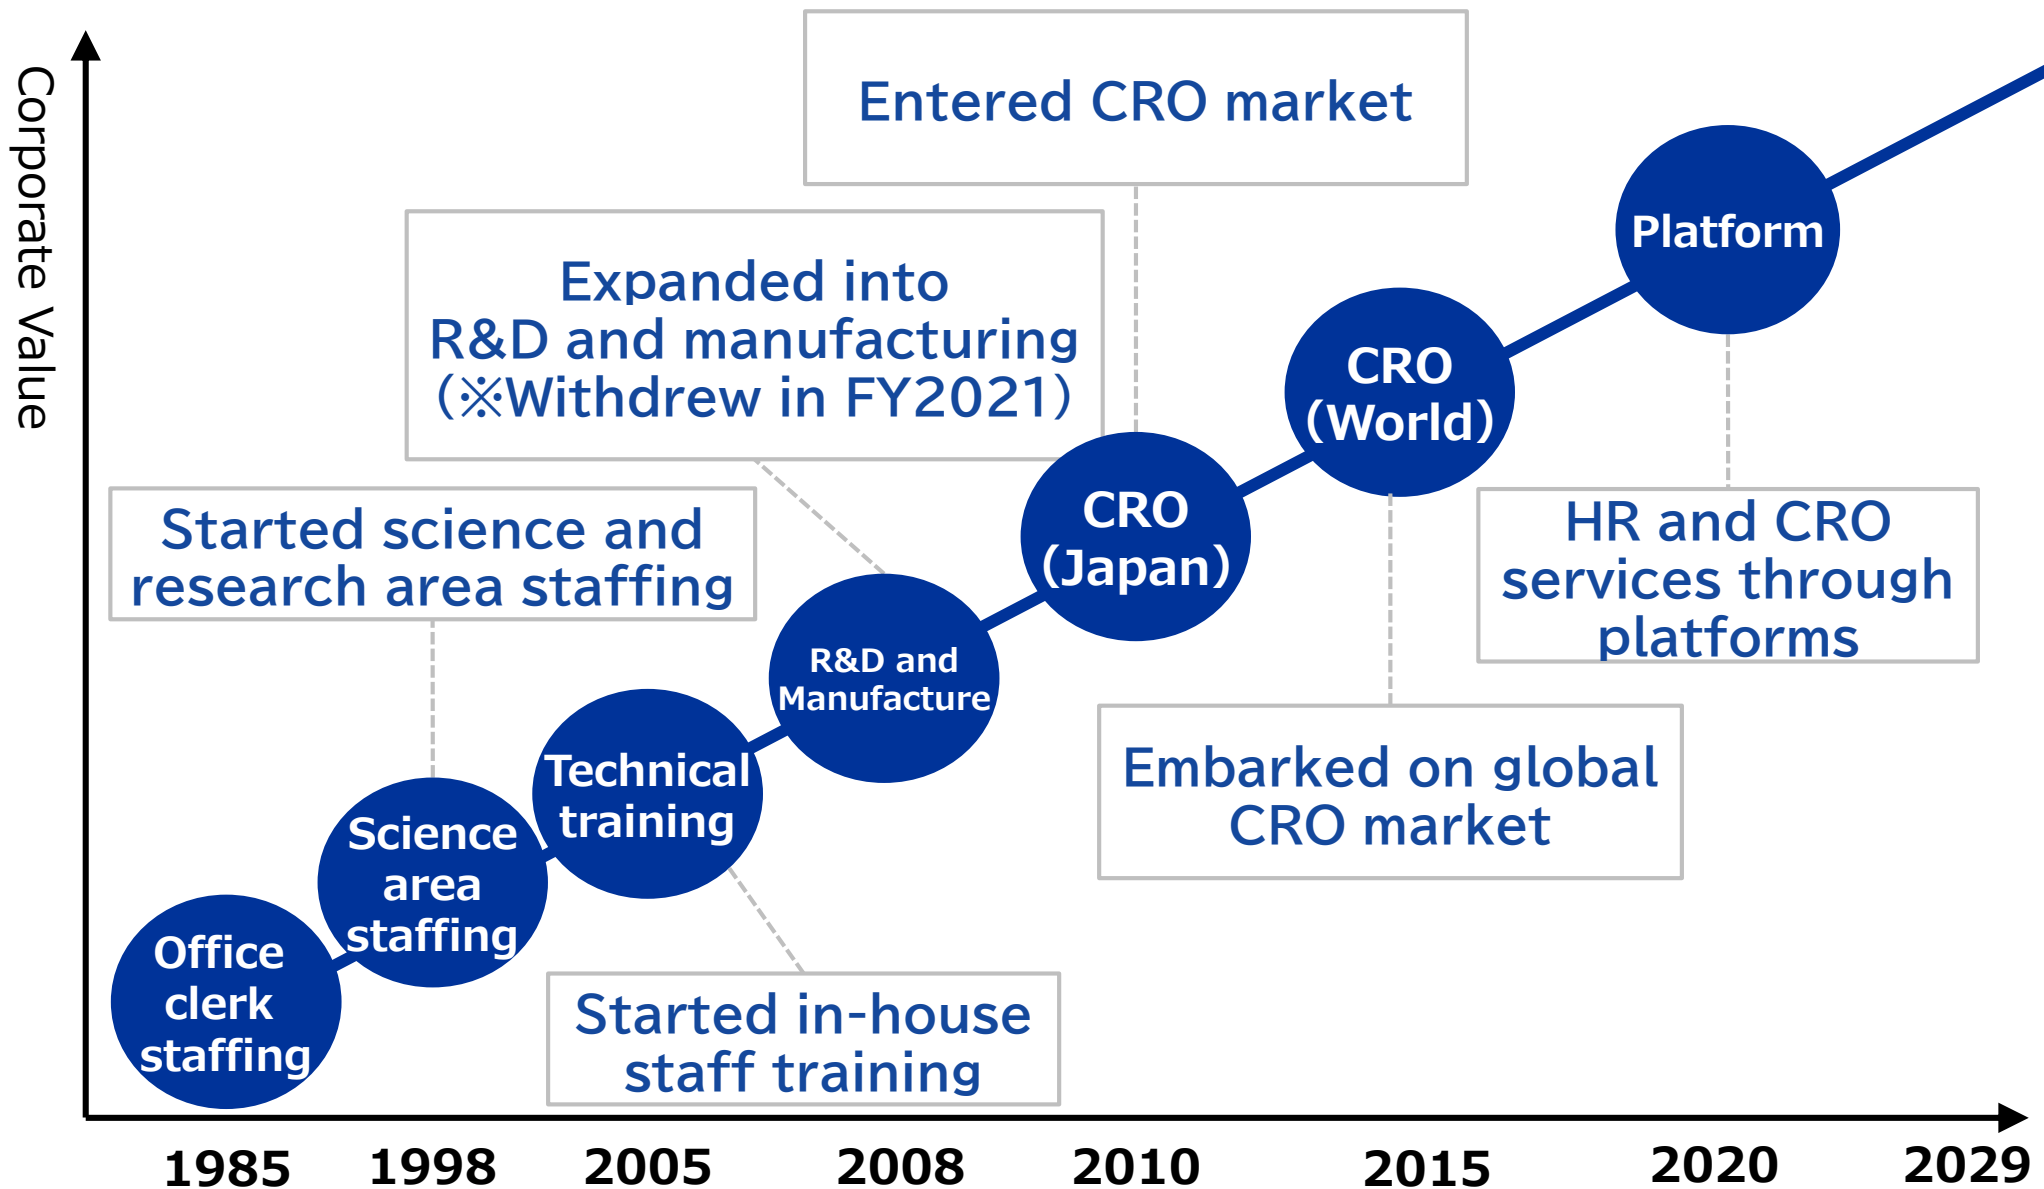 Corporate Value
Entered CRO market
Expanded into
R&D and manufacturing
(※Withdrew in FY2021)
Started science and
research area staffing
HR and CRO
services through
platforms
Embarked on global
CRO market
Started in-house
staff training
Office
clerk
staffing
Science
area
staffing
Technical
training
R&D and
Manufacture
CRO
(Japan)
CRO
(World)
Platform
1985
1998
2005
2008
2010
2015
2020
2029